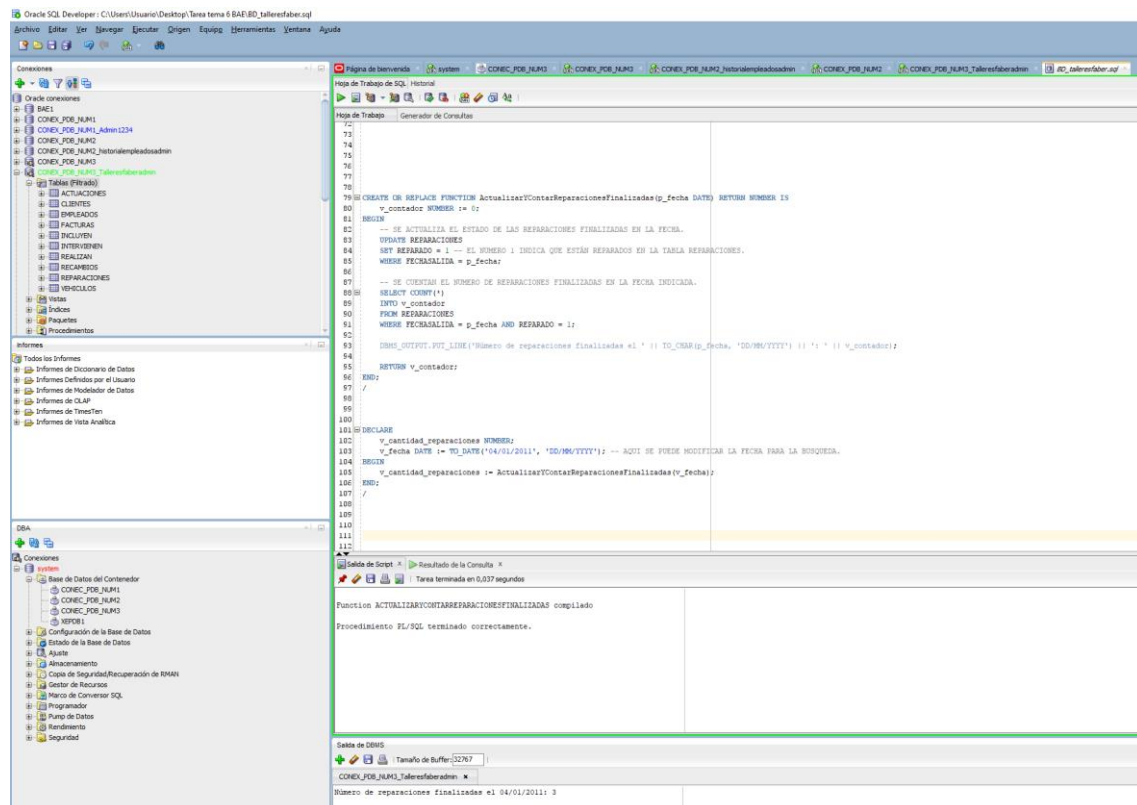 Oracle SQL Developer : C:\Users\Usuario\Desktop\Tarea tema 6 BAE\BD_talleresfaber.sql
Archivo Editar Ver Navegar Ejecutar Origen Equipo Herramientas Ventana Ayuda
Conexiones
Oracle conexiones
BAE1
CONEX_PDB_NUM1
CONEX_PDB_NUM1_Admin1234
CONEX_PDB_NUM2
CONEX_PDB_NUM2_historialempleadosadmin
CONEX_PDB_NUM3
CONEX_PDB_NUM3_Talleresfaberadmin
Tablas (Filtrado)
ACTUACIONES
CLIENTES
EMPLEADOS
FACTURAS
INCLUYEN
INTERVIENEN
REALIZAN
RECAMBIOS
REPARACIONES
VEHICULOS
Vistas
Índices
Paquetes
Procedimientos
Informes
Todos los Informes
Informes de Diccionario de Datos
Informes Definidos por el Usuario
Informes de Modelador de Datos
Informes de OLAP
Informes de TimesTen
Informes de Vista Analítica
DBA
Conexiones
system
Base de Datos del Contenedor
CONEC_PDB_NUM1
CONEC_PDB_NUM2
CONEC_PDB_NUM3
XEPDB1
Configuración de la Base de Datos
Estado de la Base de Datos
Ajuste
Almacenamiento
Copia de Seguridad/Recuperación de RMAN
Gestor de Recursos
Marco de Conversor SQL
Programador
Pump de Datos
Rendimiento
Seguridad
Página de bienvenida system CONEC_PDB_NUM3 CONEX_PDB_NUM3 CONEX_PDB_NUM2_historialempleadosadmin CONEX_PDB_NUM2 CONEX_PDB_NUM3_Talleresfaberadmin BD_talleresfaber.sql
Hoja de Trabajo de SQL Historial
Hoja de Trabajo Generador de Consultas
72
73
74
75
76
77
78
79 CREATE OR REPLACE FUNCTION ActualizarYContarReparacionesFinalizadas(p_fecha DATE) RETURN NUMBER IS
80 v_contador NUMBER := 0;
81 BEGIN
82 -- SE ACTUALIZA EL ESTADO DE LAS REPARACIONES FINALIZADAS EN LA FECHA.
83 UPDATE REPARACIONES
84 SET REPARADO = 1 -- EL NUMERO 1 INDICA QUE ESTÁN REPARADOS EN LA TABLA REPARACIONES.
85 WHERE FECHASALIDA = p_fecha;
86
87 -- SE CUENTAN EL NUMERO DE REPARACIONES FINALIZADAS EN LA FECHA INDICADA.
88 SELECT COUNT(*)
89 INTO v_contador
90 FROM REPARACIONES
91 WHERE FECHASALIDA = p_fecha AND REPARADO = 1;
92
93 DBMS_OUTPUT.PUT_LINE('Número de reparaciones finalizadas el ' || TO_CHAR(p_fecha, 'DD/MM/YYYY') || ': ' || v_contador);
94
95 RETURN v_contador;
96 END;
97 /
98
99
100
101 DECLARE
102 v_cantidad_reparaciones NUMBER;
103 v_fecha DATE := TO_DATE('04/01/2011', 'DD/MM/YYYY'); -- AQUI SE PUEDE MODIFICAR LA FECHA PARA LA BUSQUEDA.
104 BEGIN
105 v_cantidad_reparaciones := ActualizarYContarReparacionesFinalizadas(v_fecha);
106 END;
107 /
108
109
110
111
112
Salida de Script Resultado de la Consulta
Tarea terminada en 0,037 segundos
Function ACTUALIZARYCONTARREPARACIONESFINALIZADAS compilado
Procedimiento PL/SQL terminado correctamente.
Salida de DBMS
Tamaño de Buffer: 32767
CONEX_PDB_NUM3_Talleresfaberadmin
Número de reparaciones finalizadas el 04/01/2011: 3